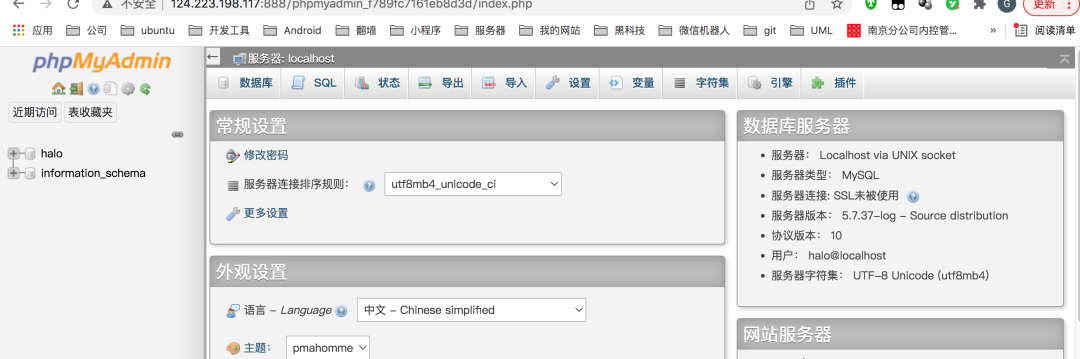 不安全 124.223.198.117:888/phpmyadmin_f789fc7161eb8d3d/index.php
G
更新
应用 公司 ubuntu 开发工具 Android 翻墙 小程序 服务器 我的网站 黑科技 微信机器人 git UML 南京分公司内控管... » 阅读清单
phpMyAdmin
近期访问 表收藏夹
halo
information_schema
服务器: localhost
数据库 SQL 状态 导出 导入 设置 变量 字符集 引擎 插件
常规设置
修改密码
服务器连接排序规则: utf8mb4_unicode_ci
更多设置
外观设置
语言 - Language 中文 - Chinese simplified
主题: pmahomme
数据库服务器
• 服务器: Localhost via UNIX socket
• 服务器类型: MySQL
• 服务器连接: SSL未被使用
• 服务器版本: 5.7.37-log - Source distribution
• 协议版本: 10
• 用户: halo@localhost
• 服务器字符集: UTF-8 Unicode (utf8mb4)
网站服务器